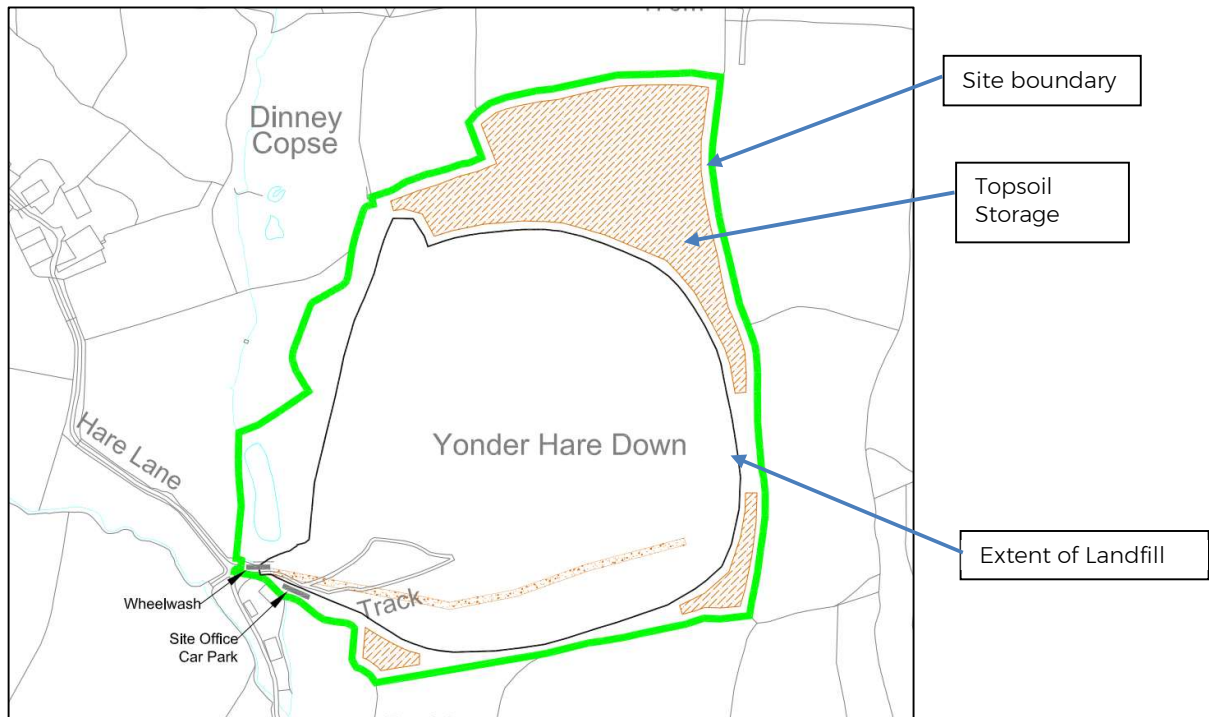 Site boundary
Dinney
Copse
Topsoil
Storage
Yonder Hare Down
Hare Lane
Extent of Landfill
Wheelwash
Track
Site Office
Car Park